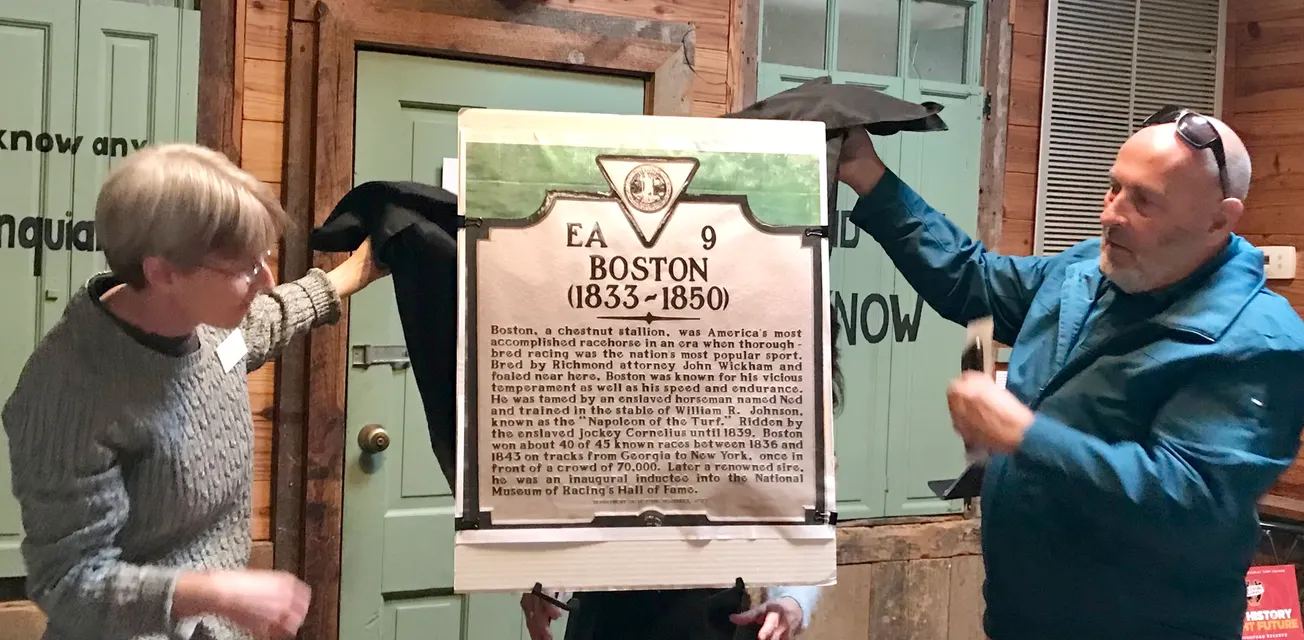 know any
nquia
EA 9
BOSTON
(1833~1850)
Boston, a chestnut stallion, was America's most
accomplished racehorse in an era when thorough-
bred racing was the nation's most popular sport.
Bred by Richmond attorney John Wickham and
foaled near here, Boston was known for his vicious
temperament as well as his speed and endurance.
He was tamed by an enslaved horseman named Ned
and trained in the stable of William R. Johnson,
known as the "Napoleon of the Turf." Ridden by
the enslaved jockey Cornelius until 1839, Boston
won about 40 of 45 known races between 1836 and
1843 on tracks from Georgia to New York, once in
front of a crowd of 70,000. Later a renowned sire,
he was an inaugural inductee into the National
Museum of Racing's Hall of Fame.
ND
NOW
HISTORY
FUTURE